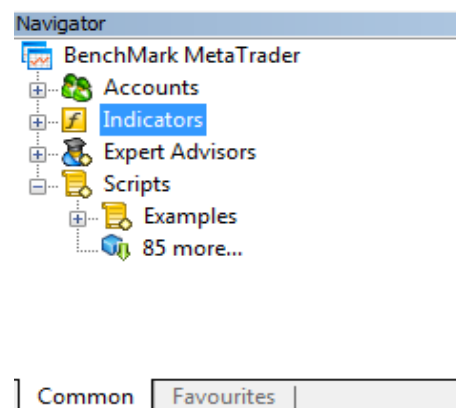 Navigator
BenchMark MetaTrader
Accounts
Indicators
Expert Advisors
Scripts
Examples
85 more...
Common Favourites